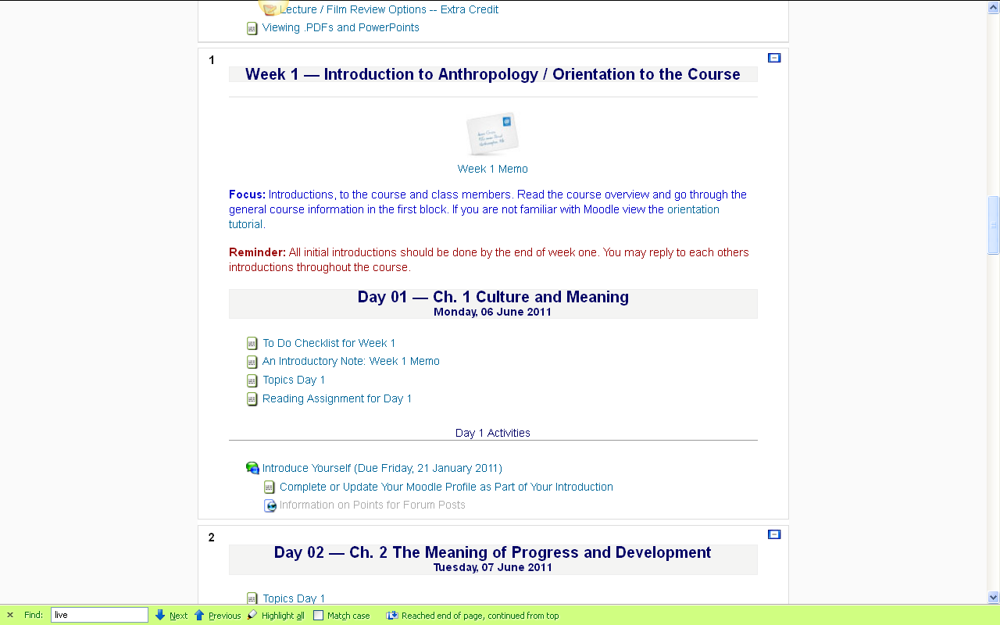 Lecture / Film Review Options -- Extra Credit
Viewing .PDFs and PowerPoints
1
Week 1 — Introduction to Anthropology / Orientation to the Course
Week 1 Memo
Focus: Introductions, to the course and class members. Read the course overview and go through the
general course information in the first block. If you are not familiar with Moodle view the orientation
tutorial.
Reminder: All initial introductions should be done by the end of week one. You may reply to each others
introductions throughout the course.
Day 01 — Ch. 1 Culture and Meaning
Monday, 06 June 2011
To Do Checklist for Week 1
An Introductory Note: Week 1 Memo
Topics Day 1
Reading Assignment for Day 1
Day 1 Activities
Introduce Yourself (Due Friday, 21 January 2011)
Complete or Update Your Moodle Profile as Part of Your Introduction
Information on Points for Forum Posts
2
Day 02 — Ch. 2 The Meaning of Progress and Development
Tuesday, 07 June 2011
Topics Day 1
Find: live Next Previous Highlight all Match case Reached end of page, continued from top